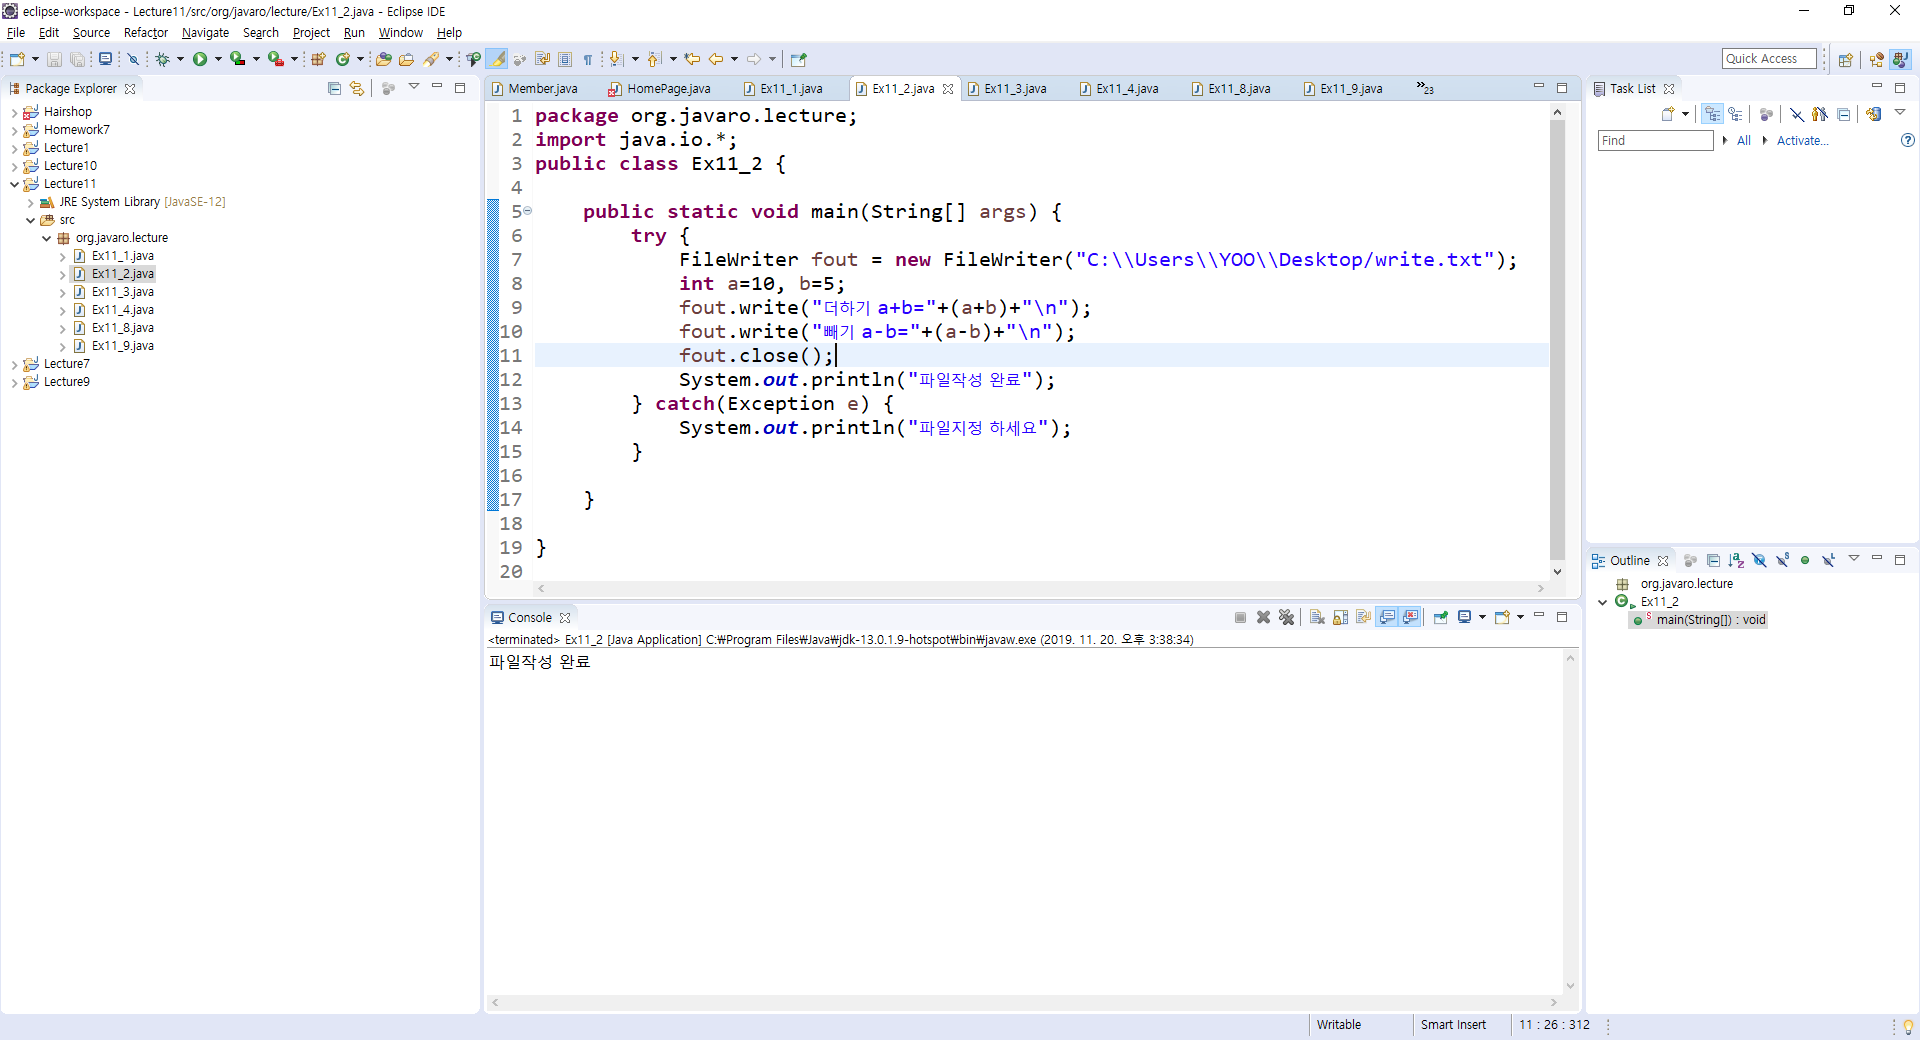 eclipse-workspace - Lecture11/src/org/javaro/lecture/Ex11_2.java - Eclipse IDE
File Edit Source Refactor Navigate Search Project Run Window Help
Quick Access
Package Explorer
Hairshop
Homework7
Lecture1
Lecture10
Lecture11
JRE System Library [JavaSE-12]
src
org.javaro.lecture
Ex11_1.java
Ex11_2.java
Ex11_3.java
Ex11_4.java
Ex11_8.java
Ex11_9.java
Lecture7
Lecture9
Member.java HomePage.java Ex11_1.java Ex11_2.java Ex11_3.java Ex11_4.java Ex11_8.java Ex11_9.java »23
1 package org.javaro.lecture;
2 import java.io.*;
3 public class Ex11_2 {
4
5 public static void main(String[] args) {
6 try {
7 FileWriter fout = new FileWriter("C:\\Users\\YOO\\Desktop/write.txt");
8 int a=10, b=5;
9 fout.write("더하기 a+b="+(a+b)+"\n");
10 fout.write("빼기 a-b="+(a-b)+"\n");
11 fout.close();
12 System.out.println("파일작성 완료");
13 } catch(Exception e) {
14 System.out.println("파일지정 하세요");
15 }
16
17 }
18
19 }
20
Console
<terminated> Ex11_2 [Java Application] C:₩Program Files₩Java₩jdk-13.0.1.9-hotspot₩bin₩javaw.exe (2019. 11. 20. 오후 3:38:34)
파일작성 완료
Task List
Find All Activate...
Outline
org.javaro.lecture
Ex11_2
main(String[]) : void
Writable Smart Insert 11 : 26 : 312